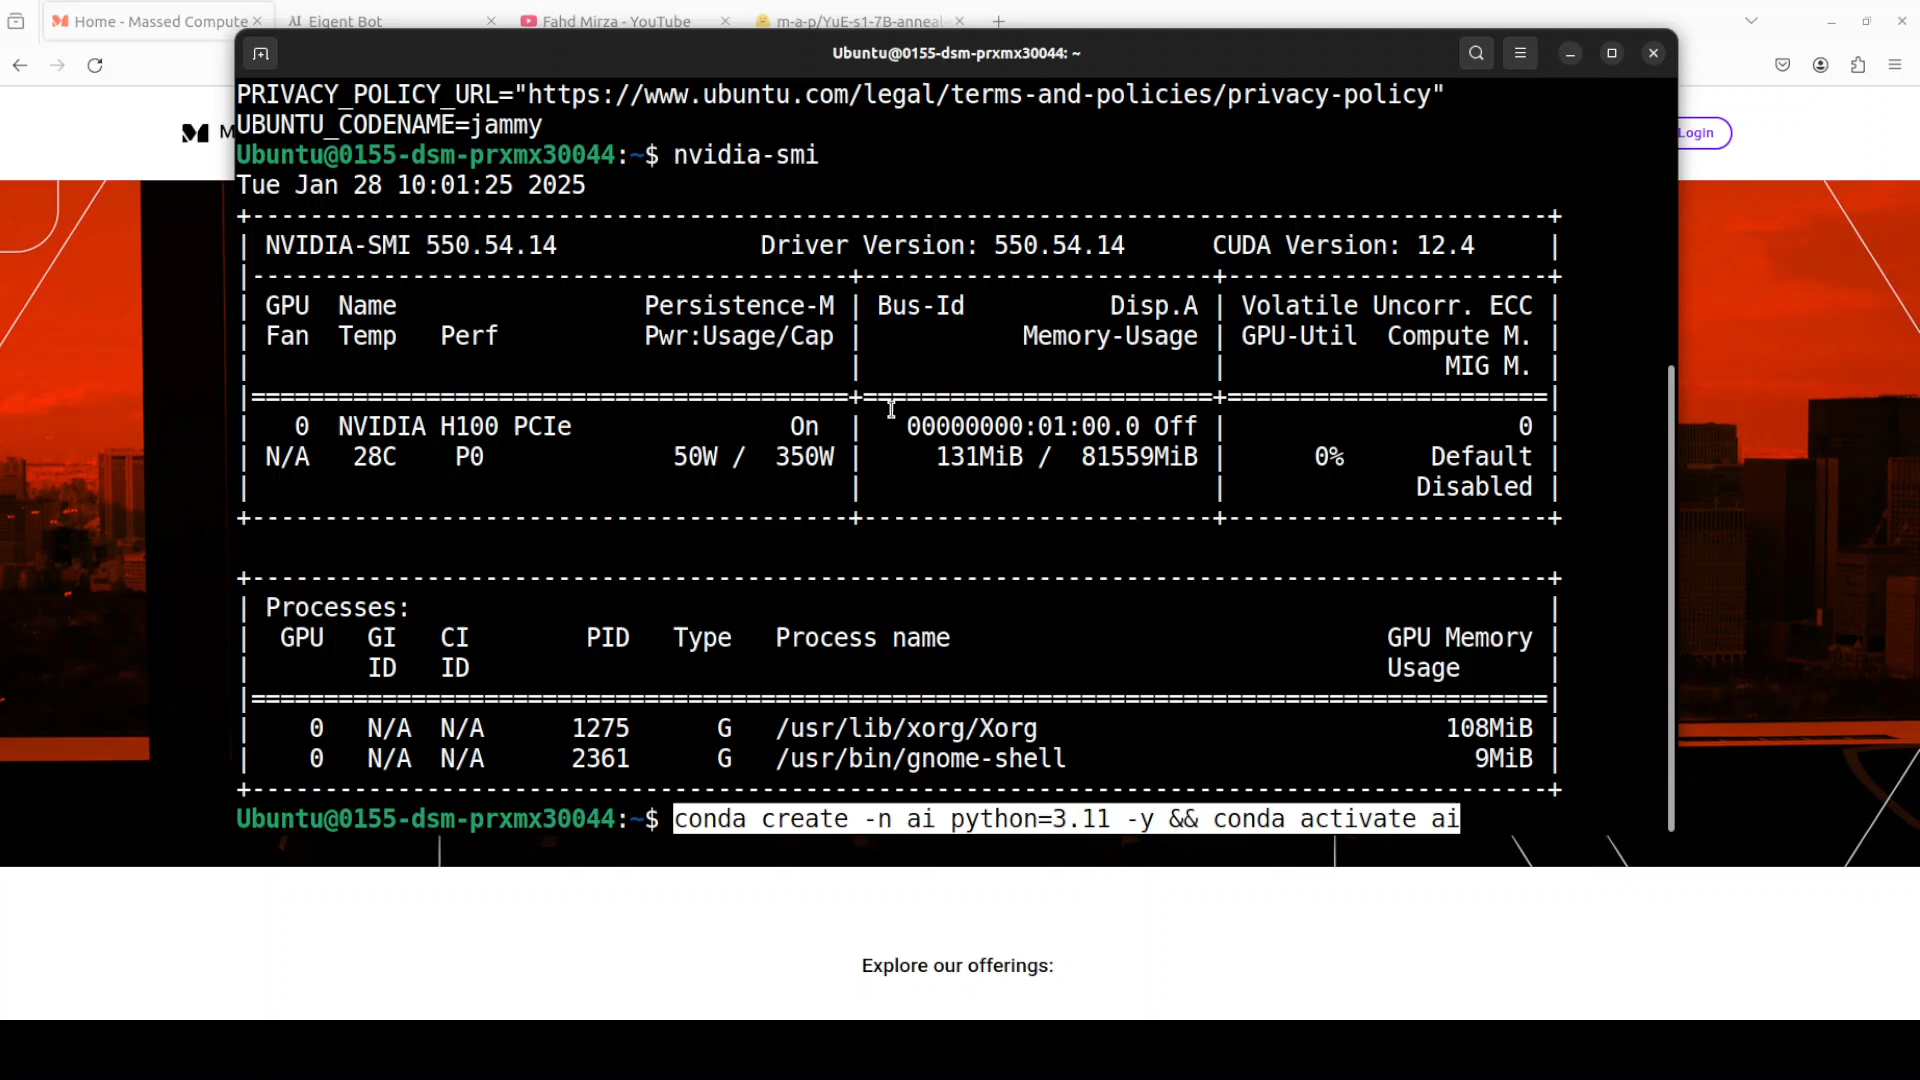 Home - Massed Compute
Eigent Bot
Fahd Mirza - YouTube
m-a-p/YuE-s1-7B-anneal
Ubuntu@0155-dsm-prxmx30044: ~
M
Login
PRIVACY_POLICY_URL="https://www.ubuntu.com/legal/terms-and-policies/privacy-policy"
UBUNTU_CODENAME=jammy
Ubuntu@0155-dsm-prxmx30044:~$ nvidia-smi
Tue Jan 28 10:01:25 2025
+-----------------------------------------------------------------------------------------+
| NVIDIA-SMI 550.54.14              Driver Version: 550.54.14      CUDA Version: 12.4     |
|-----------------------------------------+------------------------+----------------------+
| GPU  Name                 Persistence-M | Bus-Id          Disp.A | Volatile Uncorr. ECC |
| Fan  Temp   Perf          Pwr:Usage/Cap |           Memory-Usage | GPU-Util  Compute M. |
|                                         |                        |               MIG M. |
|=========================================+========================+======================|
|   0  NVIDIA H100 PCIe               On  |   00000000:01:00.0 Off |                    0 |
| N/A   28C    P0             50W /  350W |     131MiB /  81559MiB |      0%      Default |
|                                         |                        |             Disabled |
+-----------------------------------------+------------------------+----------------------+
+-----------------------------------------------------------------------------------------+
| Processes:                                                                              |
|  GPU   GI   CI        PID   Type   Process name                              GPU Memory |
|        ID   ID                                                               Usage      |
|=========================================================================================|
|    0   N/A  N/A      1275      G   /usr/lib/xorg/Xorg                            108MiB |
|    0   N/A  N/A      2361      G   /usr/bin/gnome-shell                            9MiB |
+-----------------------------------------------------------------------------------------+
Ubuntu@0155-dsm-prxmx30044:~$ conda create -n ai python=3.11 -y && conda activate ai
Explore our offerings: